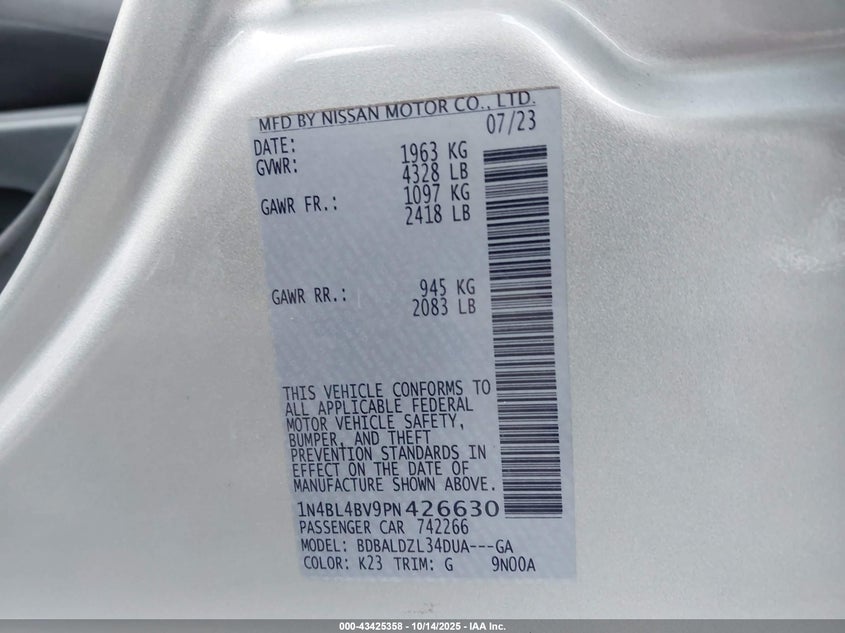 MFD BY NISSAN MOTOR CO., LTD.
DATE: 07/23
GVWR: 1963 KG
4328 LB
GAWR FR.: 1097 KG
2418 LB
GAWR RR.: 945 KG
2083 LB
THIS VEHICLE CONFORMS TO
ALL APPLICABLE FEDERAL
MOTOR VEHICLE SAFETY,
BUMPER, AND THEFT
PREVENTION STANDARDS IN
EFFECT ON THE DATE OF
MANUFACTURE SHOWN ABOVE.
1N4BL4BV9PN426630
PASSENGER CAR 742266
MODEL: BDBALDZL34DUA---GA
COLOR: K23 TRIM: G 9N00A
000-43425358 | 10/14/2025 - IAA Inc.